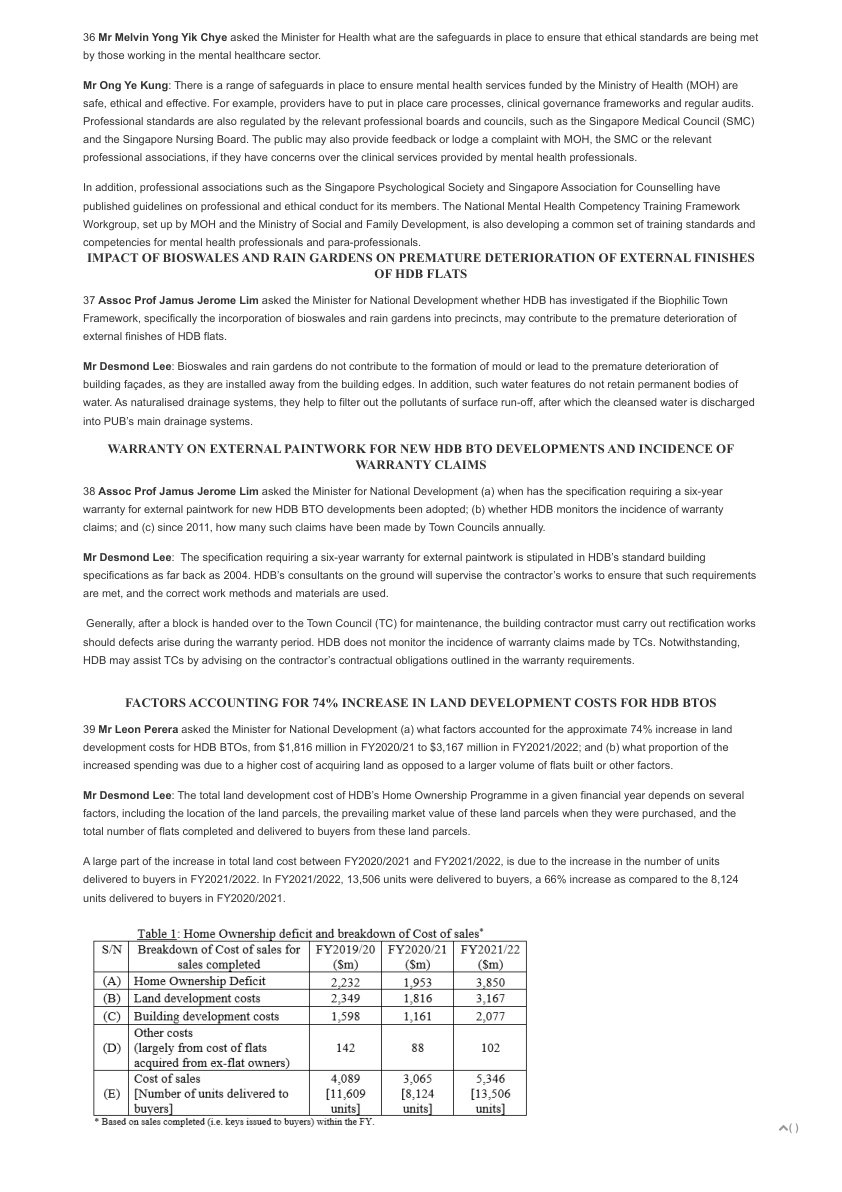 36 Mr Melvin Yong Yik Chye asked the Minister for Health what are the safeguards in place to ensure that ethical standards are being met
by those working in the mental healthcare sector.
Mr Ong Ye Kung: There is a range of safeguards in place to ensure mental health services funded by the Ministry of Health (MOH) are
safe, ethical and effective. For example, providers have to put in place care processes, clinical governance frameworks and regular audits.
Professional standards are also regulated by the relevant professional boards and councils, such as the Singapore Medical Council (SMC)
and the Singapore Nursing Board. The public may also provide feedback or lodge a complaint with MOH, the SMC or the relevant
professional associations, if they have concerns over the clinical services provided by mental health professionals.
In addition, professional associations such as the Singapore Psychological Society and Singapore Association for Counselling have
published guidelines on professional and ethical conduct for its members. The National Mental Health Competency Training Framework
Workgroup, set up by MOH and the Ministry of Social and Family Development, is also developing a common set of training standards and
competencies for mental health professionals and para-professionals.
IMPACT OF BIOSWALES AND RAIN GARDENS ON PREMATURE DETERIORATION OF EXTERNAL FINISHES
OF HDB FLATS
37 Assoc Prof Jamus Jerome Lim asked the Minister for National Development whether HDB has investigated if the Biophilic Town
Framework, specifically the incorporation of bioswales and rain gardens into precincts, may contribute to the premature deterioration of
external finishes of HDB flats.
Mr Desmond Lee: Bioswales and rain gardens do not contribute to the formation of mould or lead to the premature deterioration of
building façades, as they are installed away from the building edges. In addition, such water features do not retain permanent bodies of
water. As naturalised drainage systems, they help to filter out the pollutants of surface run-off, after which the cleansed water is discharged
into PUB's main drainage systems.
WARRANTY ON EXTERNAL PAINTWORK FOR NEW HDB BTO DEVELOPMENTS AND INCIDENCE OF
WARRANTY CLAIMS
38 Assoc Prof Jamus Jerome Lim asked the Minister for National Development (a) when has the specification requiring a six-year
warranty for external paintwork for new HDB BTO developments been adopted; (b) whether HDB monitors the incidence of warranty
claims; and (c) since 2011, how many such claims have been made by Town Councils annually.
Mr Desmond Lee: The specification requiring a six-year warranty for external paintwork is stipulated in HDB's standard building
specifications as far back as 2004. HDB's consultants on the ground will supervise the contractor's works to ensure that such requirements
are met, and the correct work methods and materials are used.
Generally, after a block is handed over to the Town Council (TC) for maintenance, the building contractor must carry out rectification works
should defects arise during the warranty period. HDB does not monitor the incidence of warranty claims made by TCs. Notwithstanding,
HDB may assist TCs by advising on the contractor's contractual obligations outlined in the warranty requirements.
FACTORS ACCOUNTING FOR 74% INCREASE IN LAND DEVELOPMENT COSTS FOR HDB BTOS
39 Mr Leon Perera asked the Minister for National Development (a) what factors accounted for the approximate 74% increase in land
development costs for HDB BTOs, from $1,816 million in FY2020/21 to $3,167 million in FY2021/2022; and (b) what proportion of the
increased spending was due to a higher cost of acquiring land as opposed to a larger volume of flats built or other factors.
Mr Desmond Lee: The total land development cost of HDB's Home Ownership Programme in a given financial year depends on several
factors, including the location of the land parcels, the prevailing market value of these land parcels when they were purchased, and the
total number of flats completed and delivered to buyers from these land parcels.
A large part of the increase in total land cost between FY2020/2021 and FY2021/2022, is due to the increase in the number of units
delivered to buyers in FY2021/2022. In FY2021/2022, 13,506 units were delivered to buyers, a 66% increase as compared to the 8,124
units delivered to buyers in FY2020/2021.
Table 1: Home Ownership deficit and breakdown of Cost of sales*
S/N Breakdown of Cost of sales for FY2019/20 FY2020/21 FY2021/22
sales completed ($m) ($m) ($m)
(A) Home Ownership Deficit 2,232 1,953 3,850
(B) Land development costs 2,349 1,816 3,167
(C) Building development costs 1,598 1,161 2,077
Other costs
(D) (largely from cost of flats 142 88 102
acquired from ex-flat owners)
Cost of sales 4,089 3,065 5,346
(E) [Number of units delivered to [11,609 [8,124 [13,506
buyers] units] units] units]
* Based on sales completed (i.e. keys issued to buyers) within the FY.
( )